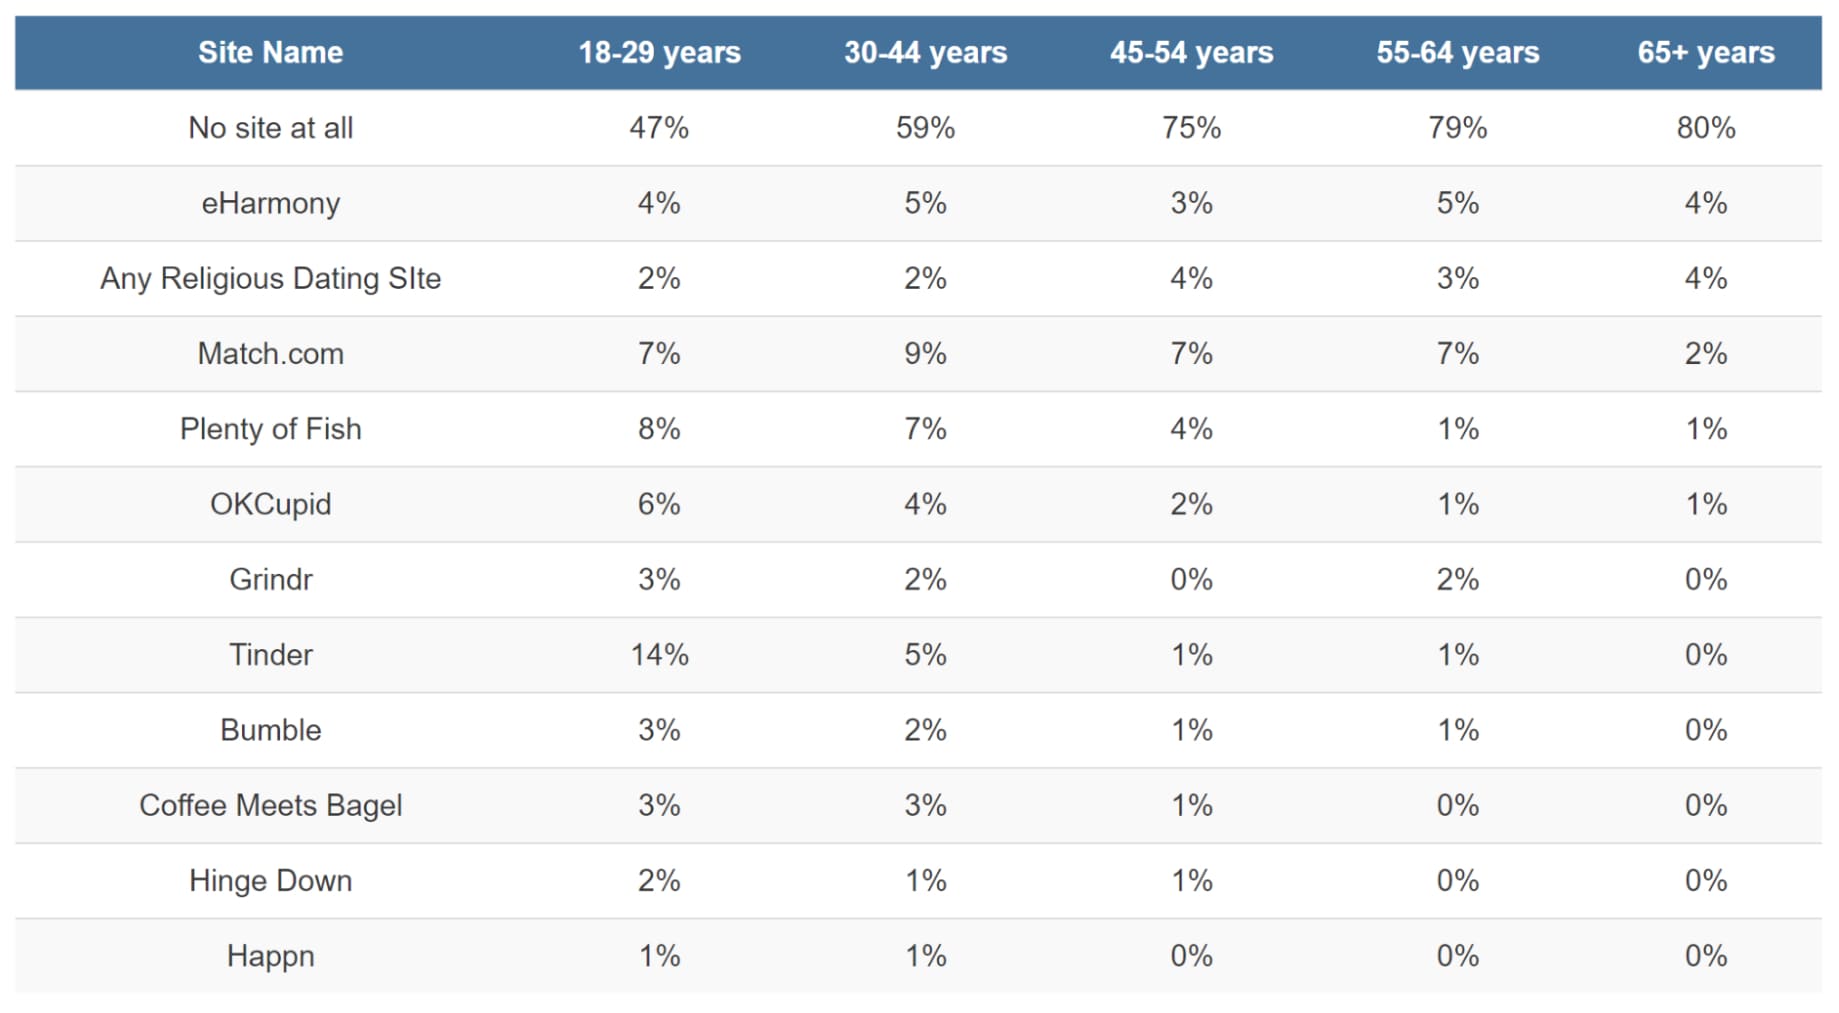 Site Name 18-29 years 30-44 years 45-54 years 55-64 years 65+ years
No site at all 47% 59% 75% 79% 80%
eHarmony 4% 5% 3% 5% 4%
Any Religious Dating SIte 2% 2% 4% 3% 4%
Match.com 7% 9% 7% 7% 2%
Plenty of Fish 8% 7% 4% 1% 1%
OKCupid 6% 4% 2% 1% 1%
Grindr 3% 2% 0% 2% 0%
Tinder 14% 5% 1% 1% 0%
Bumble 3% 2% 1% 1% 0%
Coffee Meets Bagel 3% 3% 1% 0% 0%
Hinge Down 2% 1% 1% 0% 0%
Happn 1% 1% 0% 0% 0%